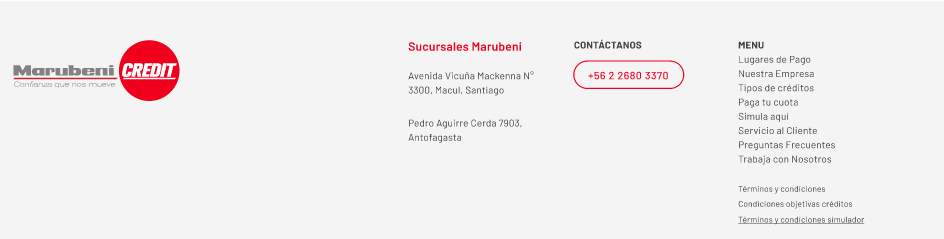 Marubeni
CREDIT
Confianza que nos mueve
Sucursales Marubeni
Avenida Vicuña Mackenna N°
3300, Macul, Santiago
Pedro Aguirre Cerda 7903,
Antofagasta
CONTÁCTANOS
+56 2 2680 3370
MENU
Lugares de Pago
Nuestra Empresa
Tipos de créditos
Paga tu cuota
Simula aquí
Servicio al Cliente
Preguntas Frecuentes
Trabaja con Nosotros
Términos y condiciones
Condiciones objetivas créditos
Términos y condiciones simulador